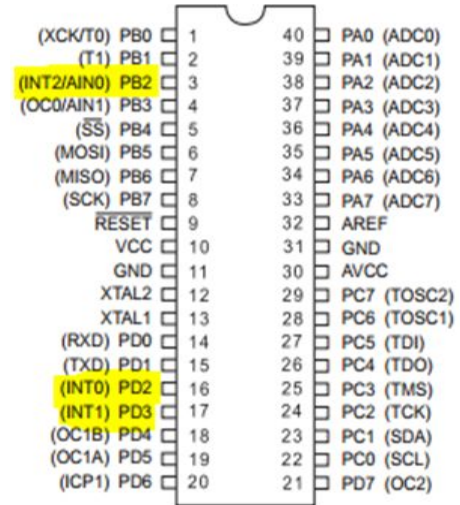 (XCK/T0) PB0 1 40 PA0 (ADC0)
(T1) PB1 2 39 PA1 (ADC1)
(INT2/AIN0) PB2 3 38 PA2 (ADC2)
(OC0/AIN1) PB3 4 37 PA3 (ADC3)
(SS) PB4 5 36 PA4 (ADC4)
(MOSI) PB5 6 35 PA5 (ADC5)
(MISO) PB6 7 34 PA6 (ADC6)
(SCK) PB7 8 33 PA7 (ADC7)
RESET 9 32 AREF
VCC 10 31 GND
GND 11 30 AVCC
XTAL2 12 29 PC7 (TOSC2)
XTAL1 13 28 PC6 (TOSC1)
(RXD) PD0 14 27 PC5 (TDI)
(TXD) PD1 15 26 PC4 (TDO)
(INT0) PD2 16 25 PC3 (TMS)
(INT1) PD3 17 24 PC2 (TCK)
(OC1B) PD4 18 23 PC1 (SDA)
(OC1A) PD5 19 22 PC0 (SCL)
(ICP1) PD6 20 21 PD7 (OC2)